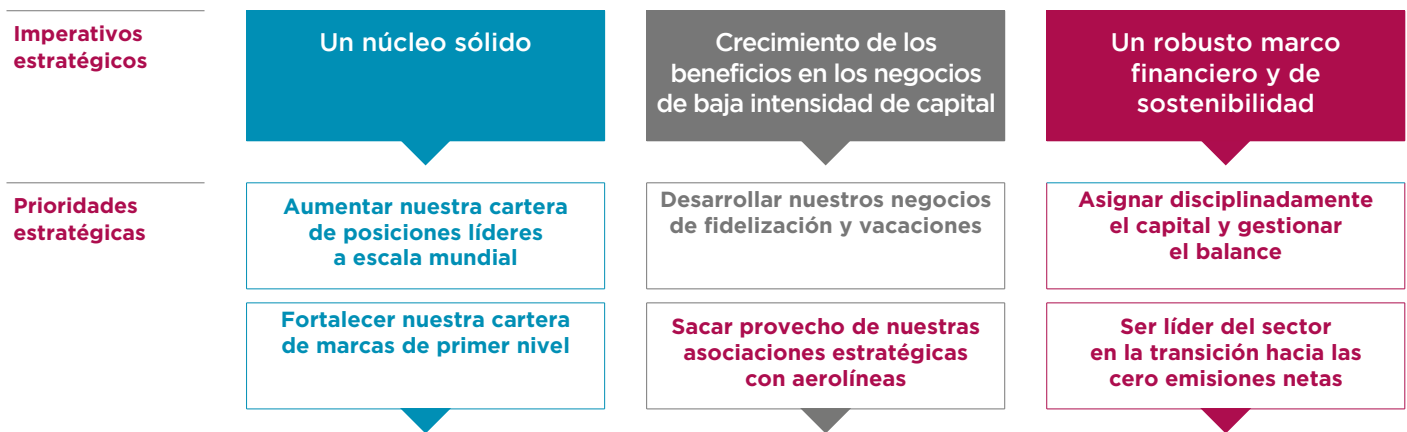 Imperativos
estratégicos
Un núcleo sólido
Crecimiento de los
beneficios en los negocios
de baja intensidad de capital
Un robusto marco
financiero y de
sostenibilidad
Prioridades
estratégicas
Aumentar nuestra cartera
de posiciones líderes
a escala mundial
Desarrollar nuestros negocios
de fidelización y vacaciones
Asignar disciplinadamente
el capital y gestionar
el balance
Fortalecer nuestra cartera
de marcas de primer nivel
Sacar provecho de nuestras
asociaciones estratégicas
con aerolíneas
Ser líder del sector
en la transición hacia las
cero emisiones netas